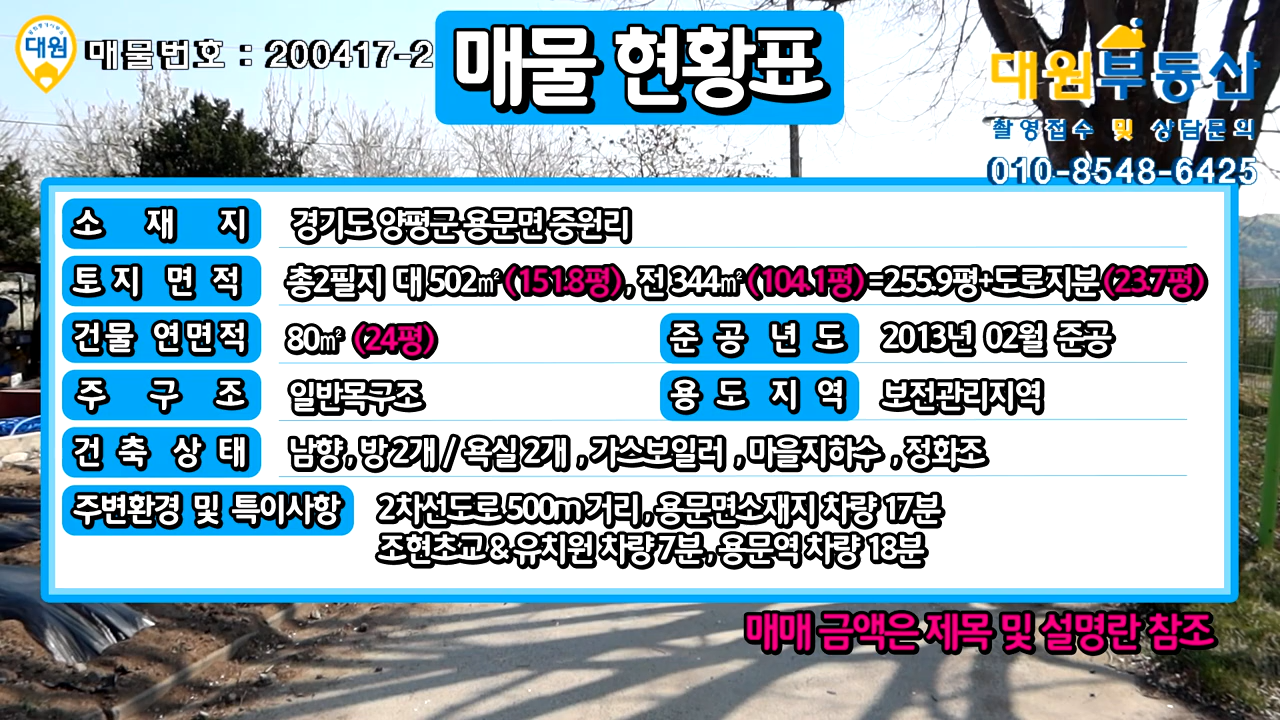 대원
매물번호 : 200417-2
매물 현황표
대원부동산
촬영접수 및 상담문의
010-8548-6425
소 재 지 경기도 양평군 용문면 중원리
토지 면적 총2필지 대 502㎡(151.8평), 전 344㎡(104.1평)=255.9평+도로지분(23.7평)
건물 연면적 80㎡ (24평) 준 공 년 도 2013년 02월 준공
주 구 조 일반목구조 용 도 지 역 보전관리지역
건 축 상 태 남향, 방 2개 / 욕실 2개 , 가스보일러 , 마을지하수 , 정화조
주변환경 및 특이사항 2차선도로 500m 거리, 용문면소재지 차량 17분
조현초교 & 유치원 차량 7분, 용문역 차량 18분
매매 금액은 제목 및 설명란 참조